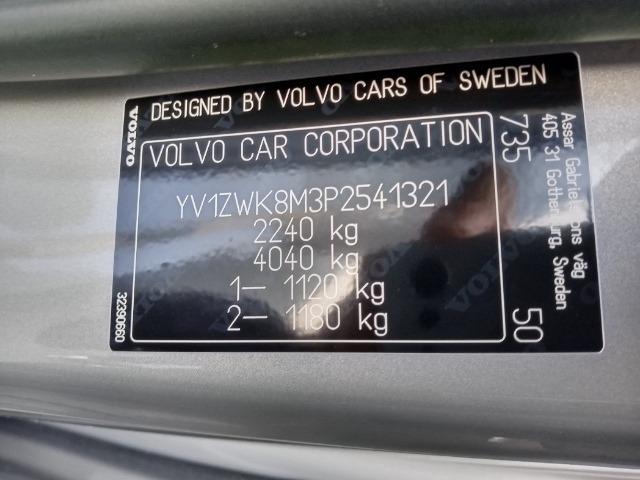 DESIGNED BY VOLVO CARS OF SWEDEN
VOLVO
VOLVO CAR CORPORATION
YV1ZWK8M3P2541321
2240 kg
4040 kg
1– 1120 kg
2– 1180 kg
32390660
735
50
Assar Gabrielssons väg
405 31 Gothenburg, Sweden